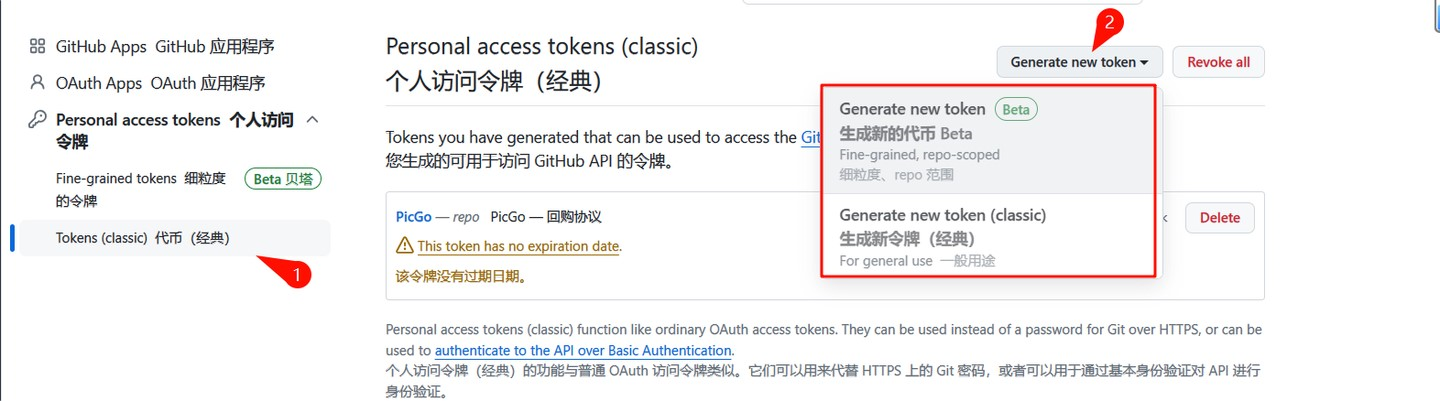 GitHub Apps GitHub 应用程序
OAuth Apps OAuth 应用程序
Personal access tokens 个人访问
令牌
Fine-grained tokens 细粒度
的令牌
Beta 贝塔
Tokens (classic) 代币（经典）
1
Personal access tokens (classic)
个人访问令牌（经典）
2
Generate new token
Revoke all
Generate new token Beta
生成新的代币 Beta
Fine-grained, repo-scoped
细粒度、repo 范围
Generate new token (classic)
生成新令牌（经典）
For general use 一般用途
Tokens you have generated that can be used to access the Git
您生成的可用于访问 GitHub API 的令牌。
PicGo — repo PicGo — 回购协议
Delete
This token has no expiration date.
该令牌没有过期日期。
Personal access tokens (classic) function like ordinary OAuth access tokens. They can be used instead of a password for Git over HTTPS, or can be
used to authenticate to the API over Basic Authentication.
个人访问令牌（经典）的功能与普通 OAuth 访问令牌类似。它们可以用来代替 HTTPS 上的 Git 密码，或者可以用于通过基本身份验证对 API 进行
身份验证。